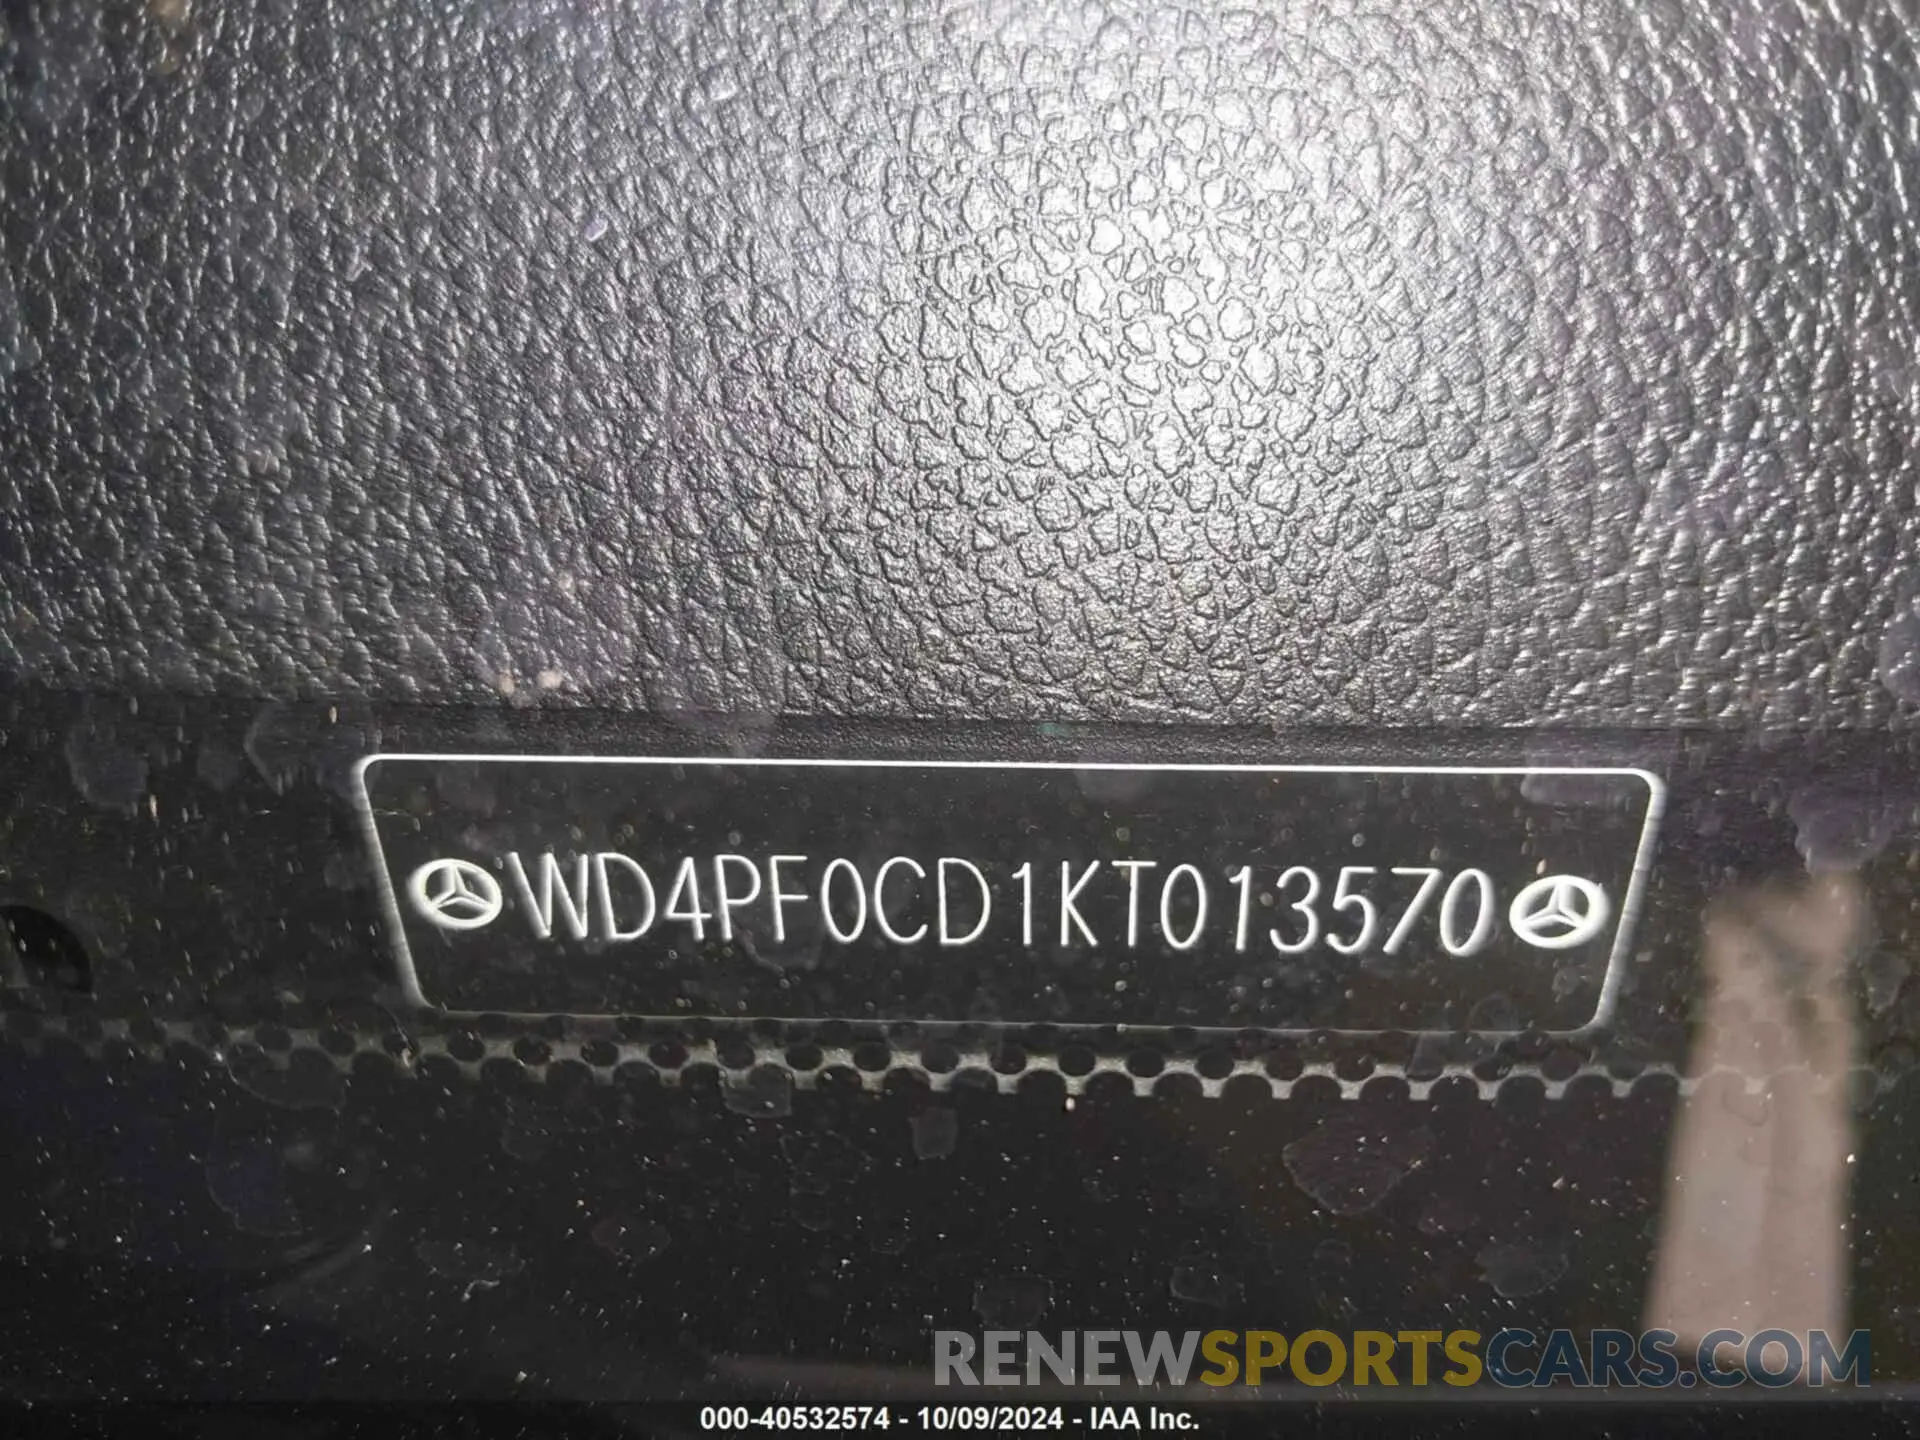 WD4PF0CD1KT013570
RENEWSPORTSCARS.COM
000-40532574 - 10/09/2024 - IAA Inc.